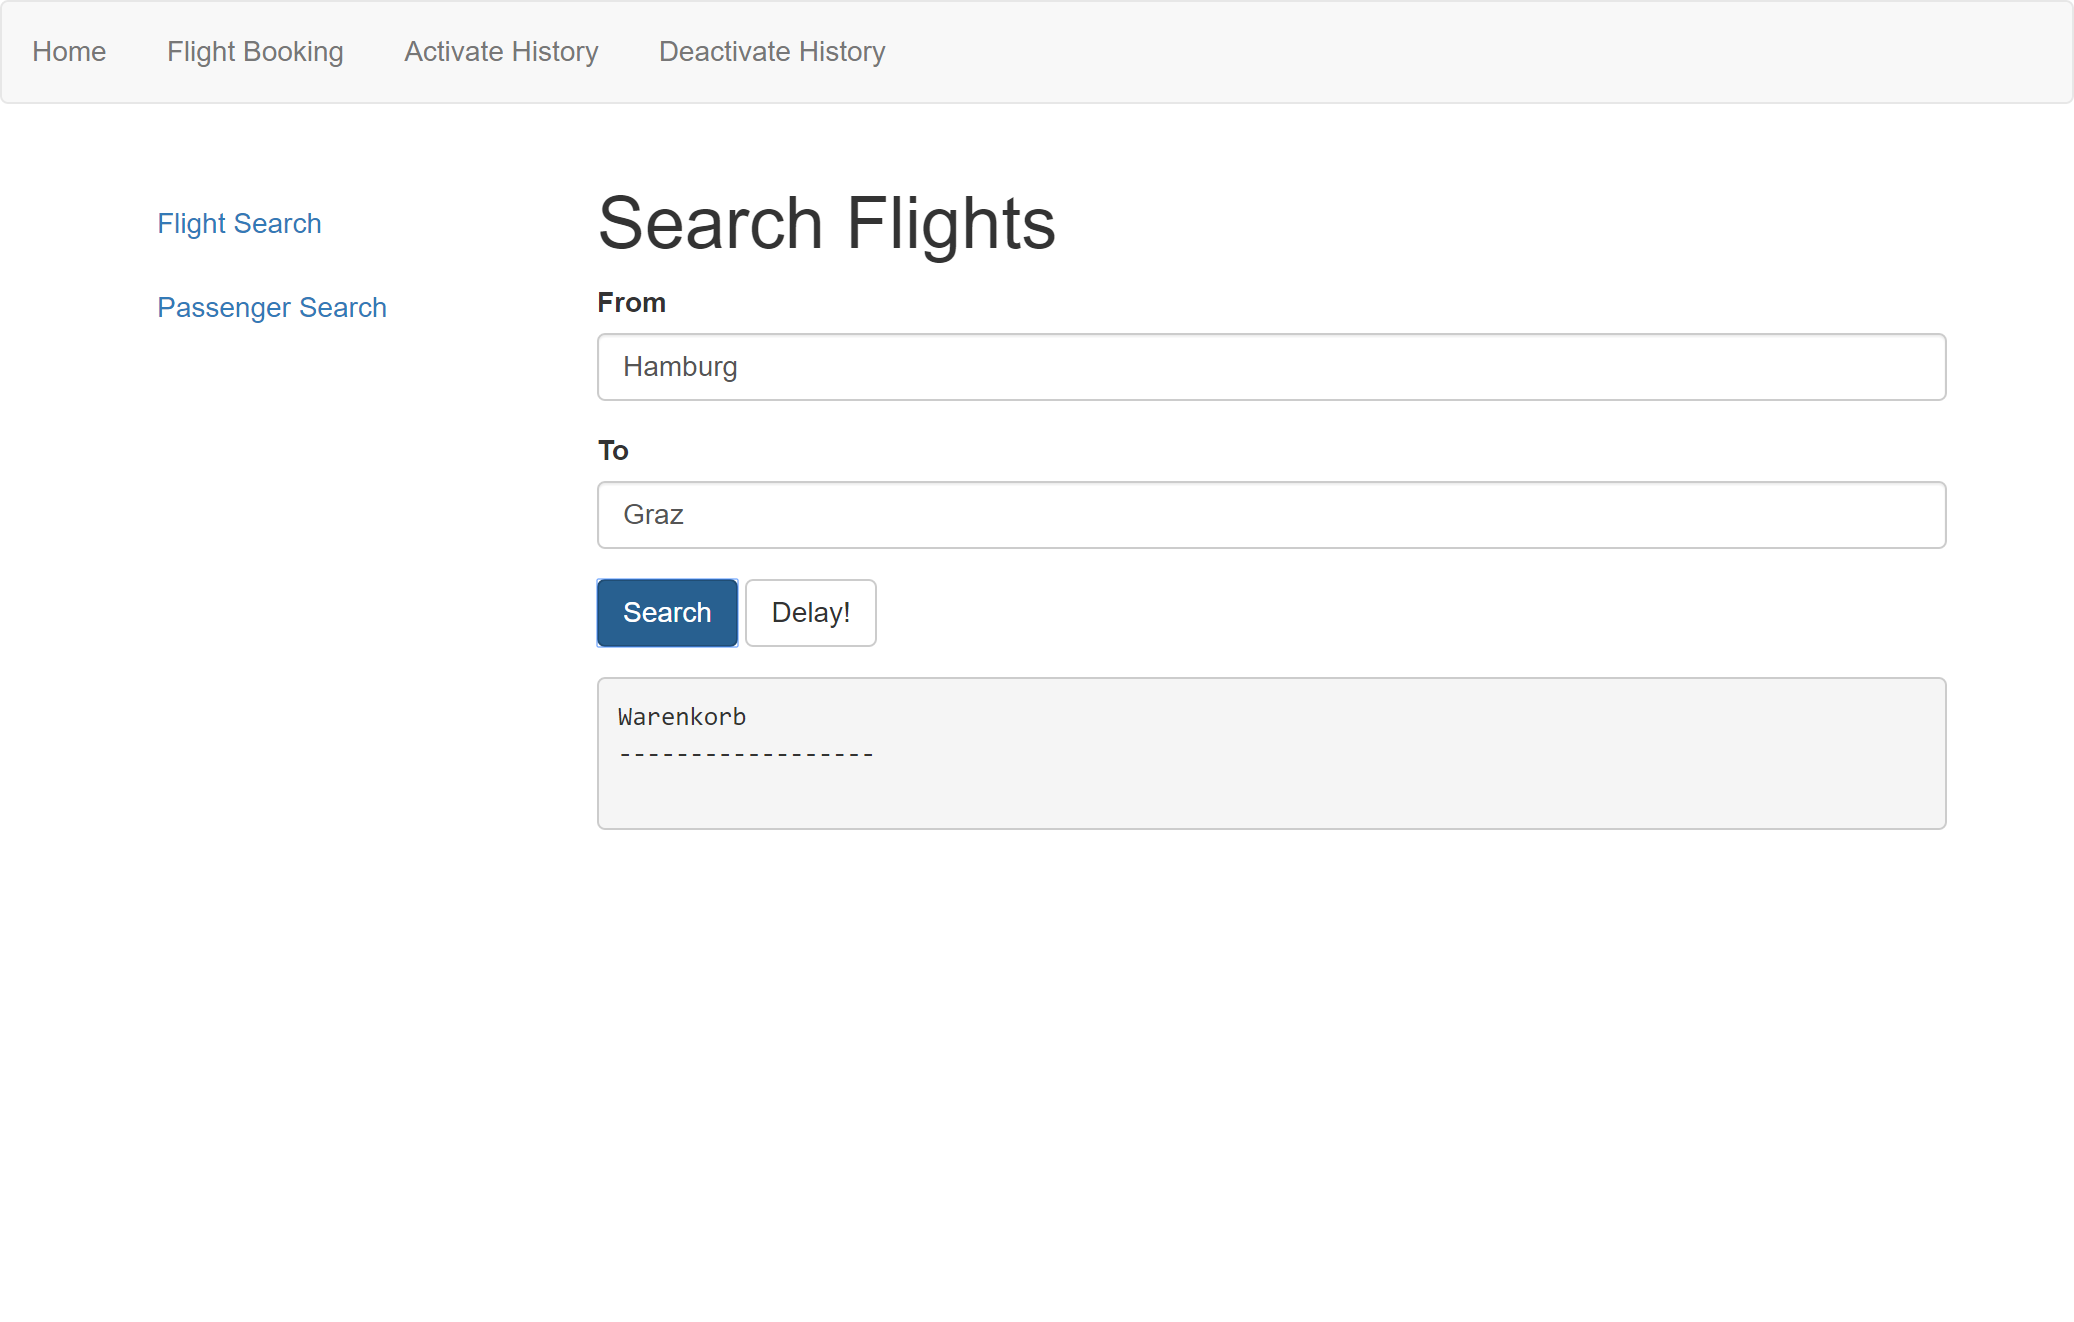 Home Flight Booking Activate History Deactivate History
Flight Search
Passenger Search
Search Flights
From
Hamburg
To
Graz
Search Delay!
Warenkorb
------------------